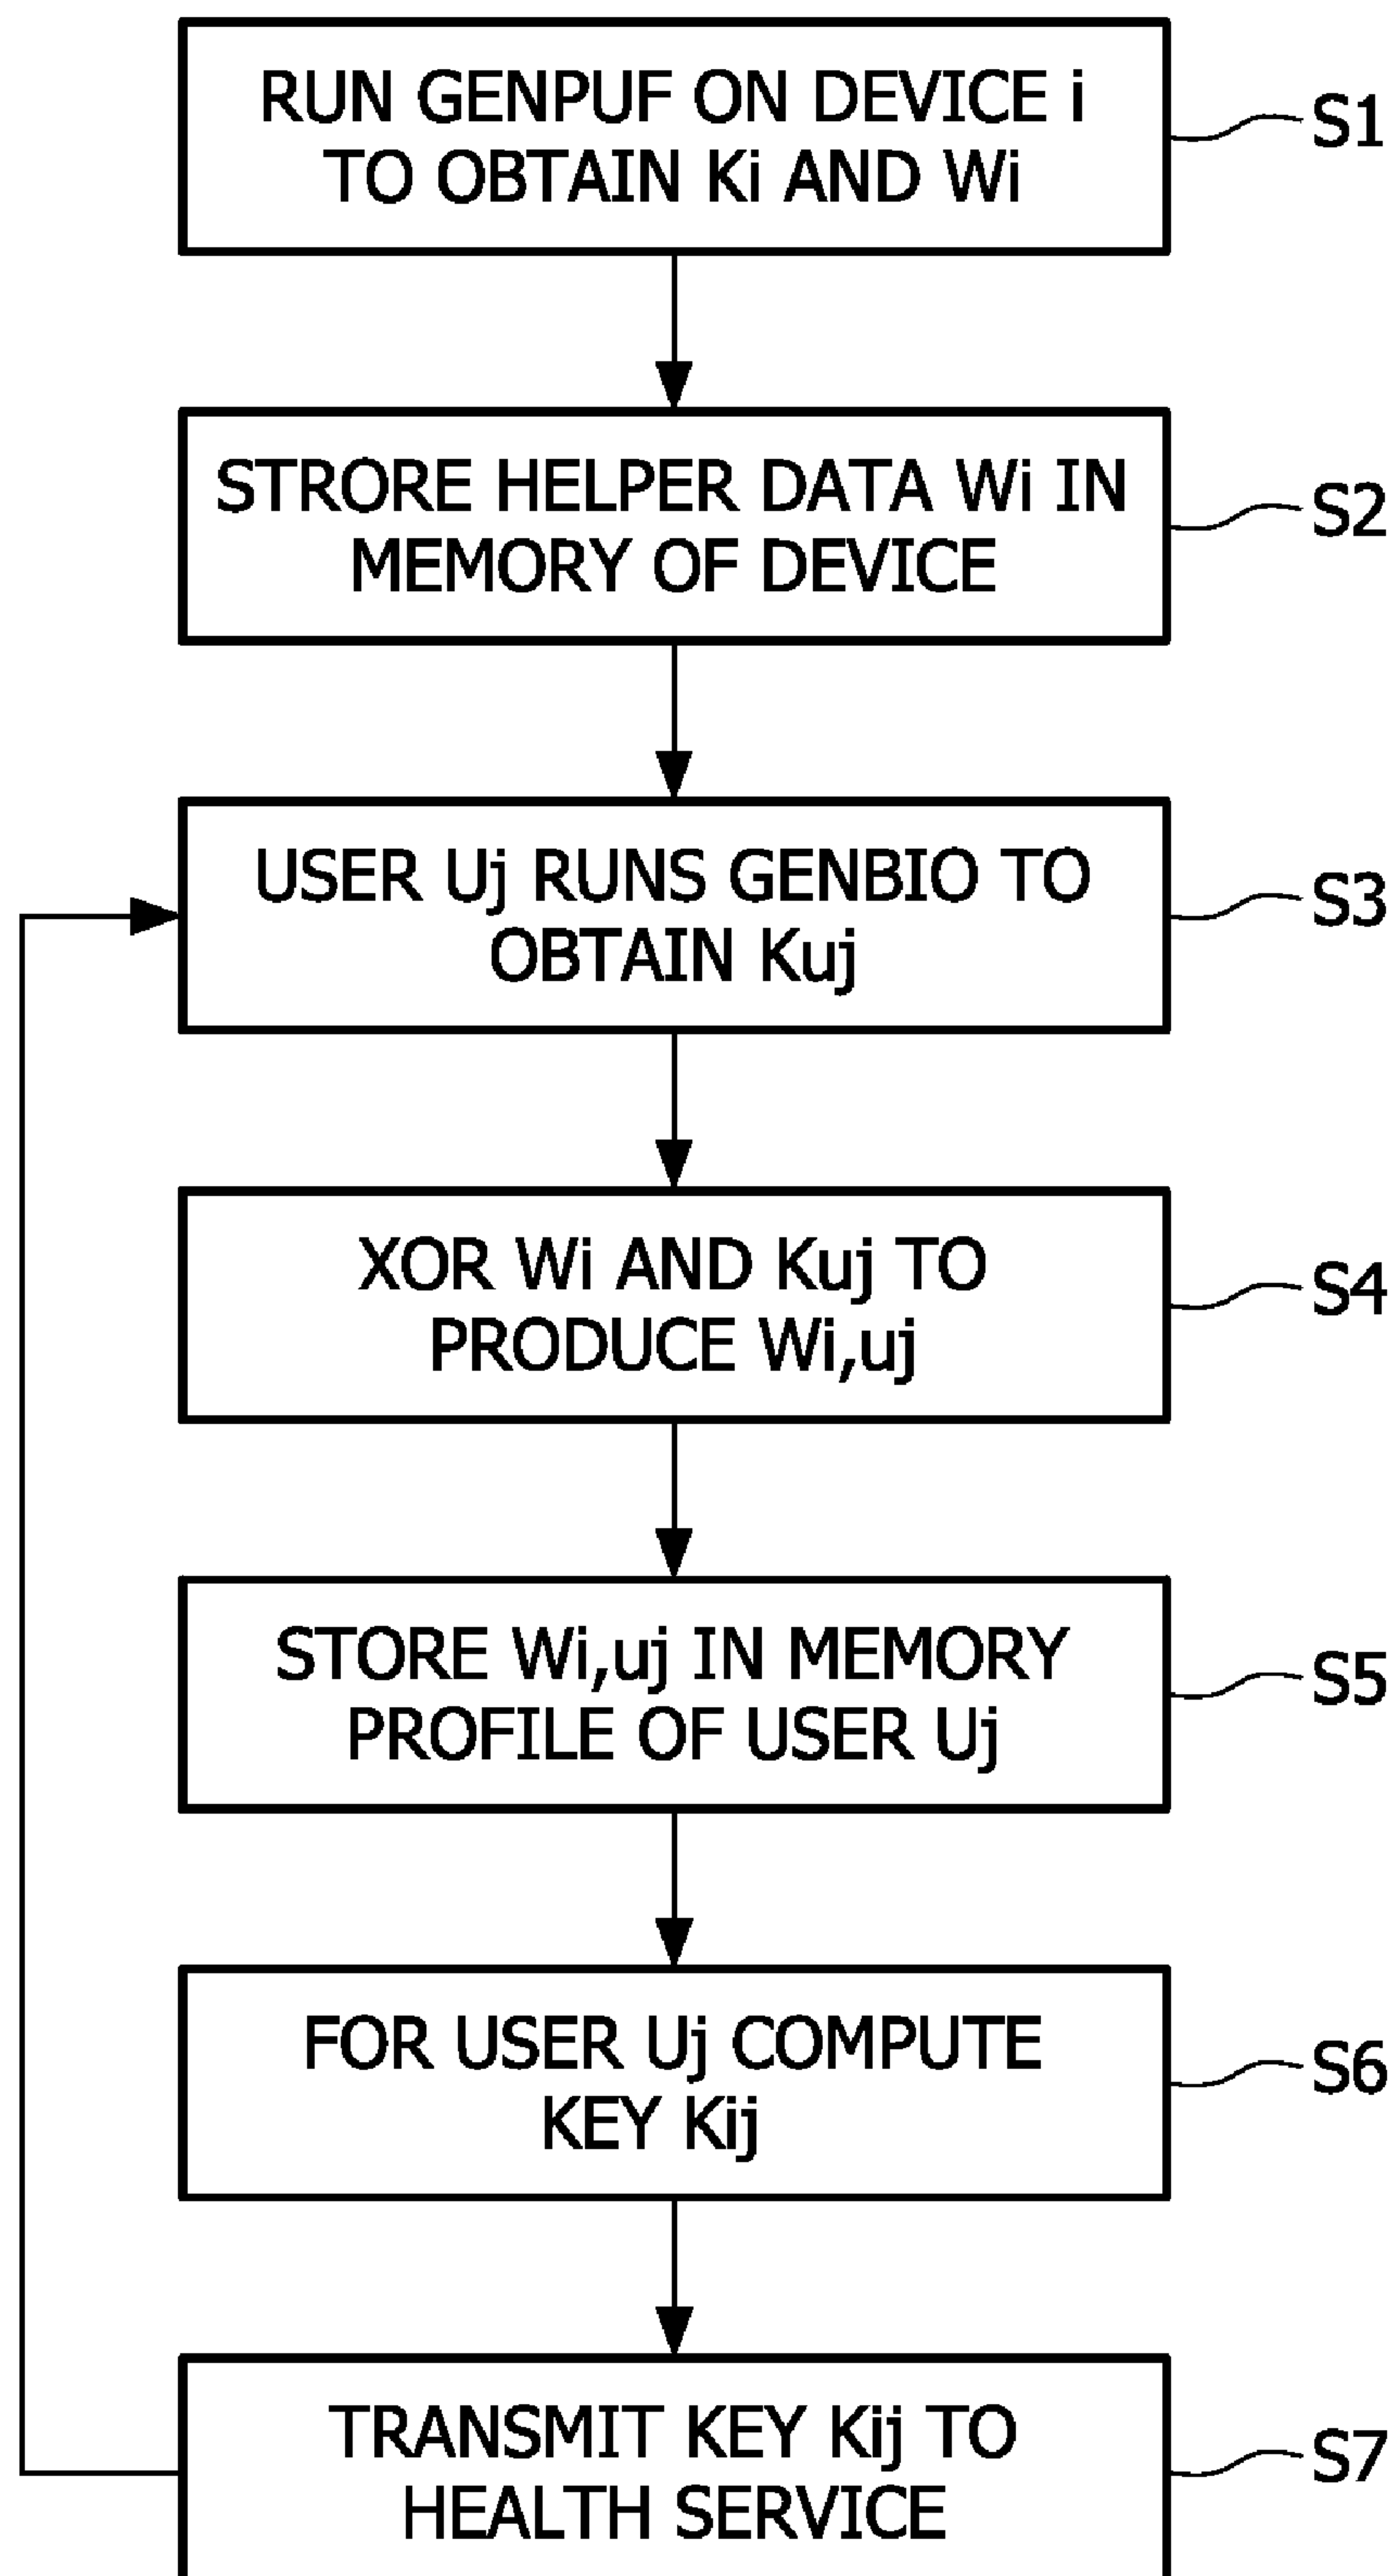 RUN GENPUF ON DEVICE i
TO OBTAIN Ki AND Wi
S1
STRORE HELPER DATA Wi IN
MEMORY OF DEVICE
S2
USER Uj RUNS GENBIO TO
OBTAIN Kuj
S3
XOR Wi AND Kuj TO
PRODUCE Wi,uj
S4
STORE Wi,uj IN MEMORY
PROFILE OF USER Uj
S5
FOR USER Uj COMPUTE
KEY Kij
S6
TRANSMIT KEY Kij TO
HEALTH SERVICE
S7